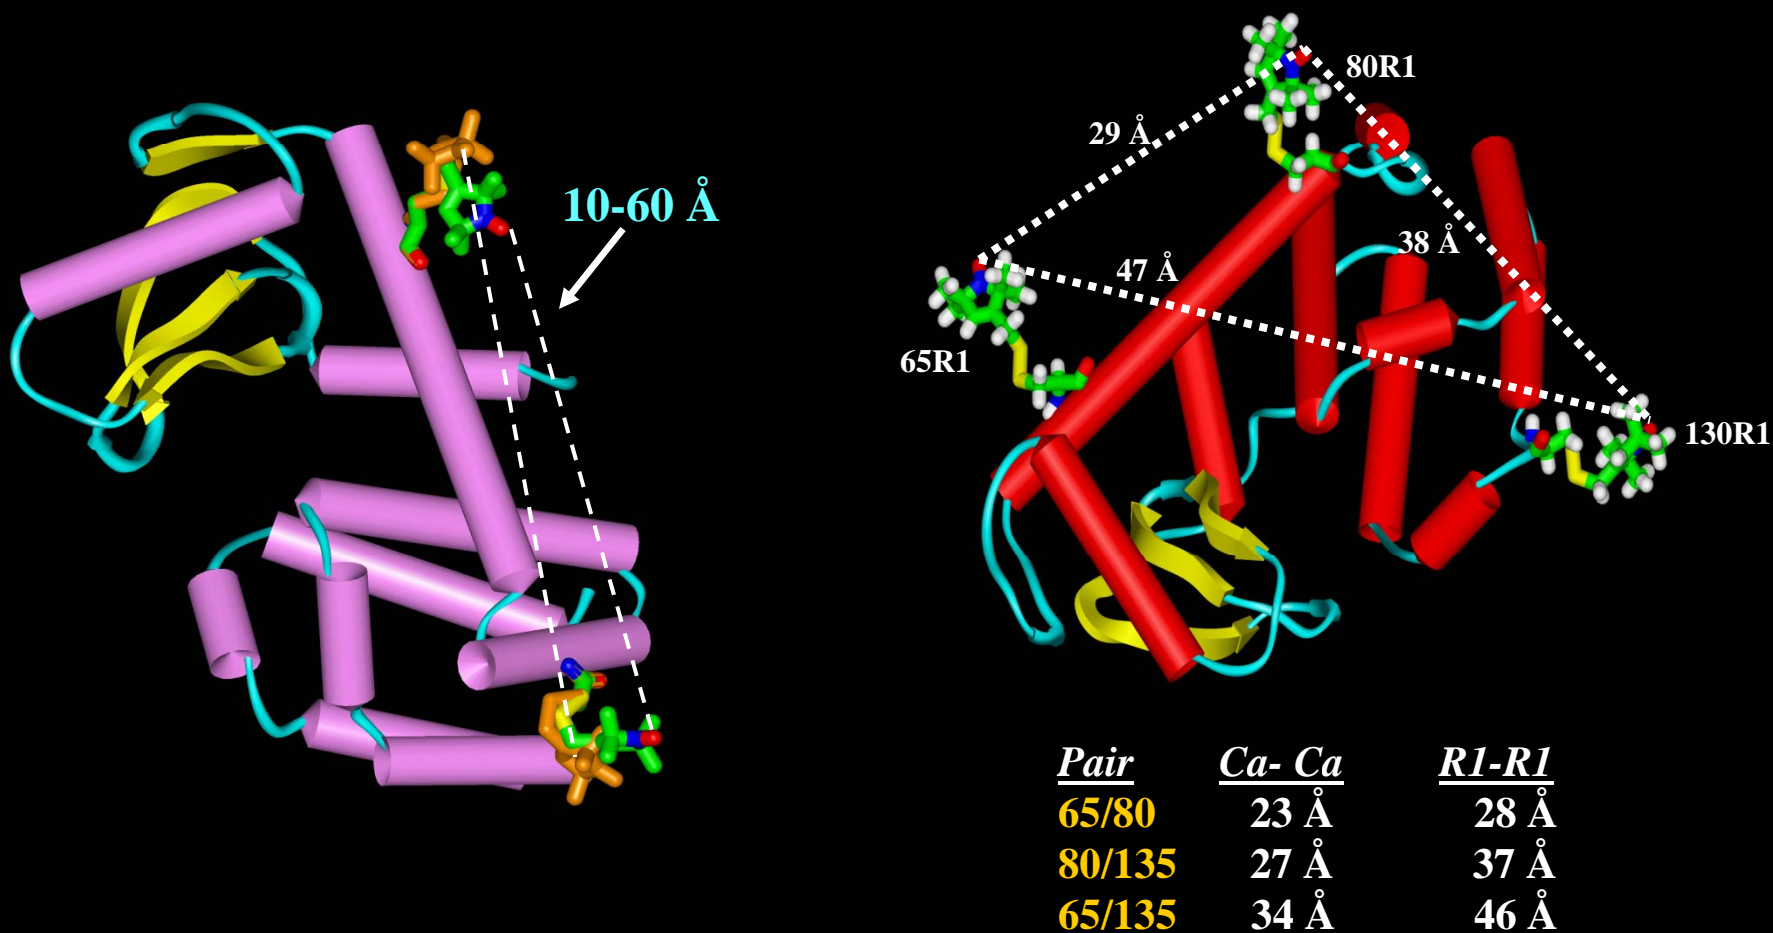 10-60 Å
80R1
29 Å
38 Å
47 Å
65R1
130R1
Pair Ca- Ca R1-R1
65/80 23 Å 28 Å
80/135 27 Å 37 Å
65/135 34 Å 46 Å